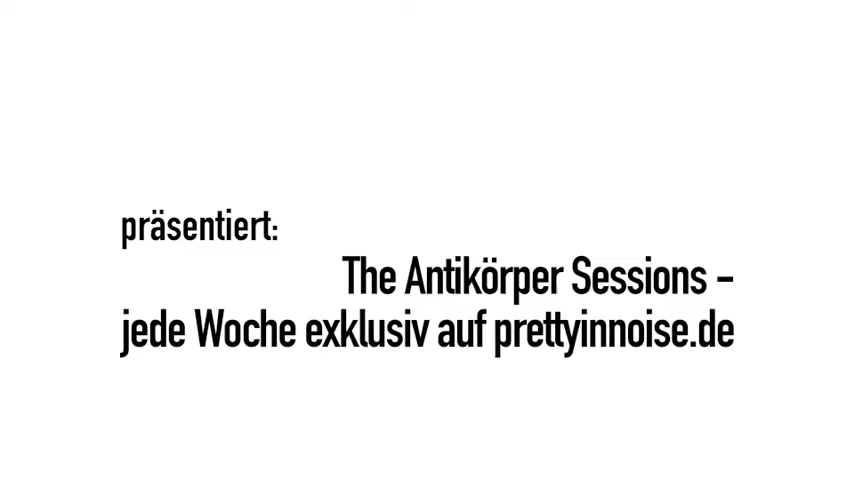 präsentiert:
The Antikörper Sessions –
jede Woche exklusiv auf prettyinnoise.de